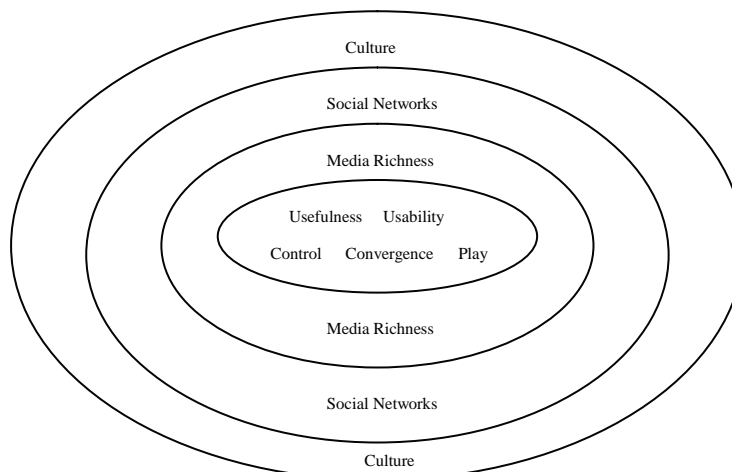 Culture
Social Networks
Media Richness
Usefulness Usability
Control Convergence Play
Media Richness
Social Networks
Culture